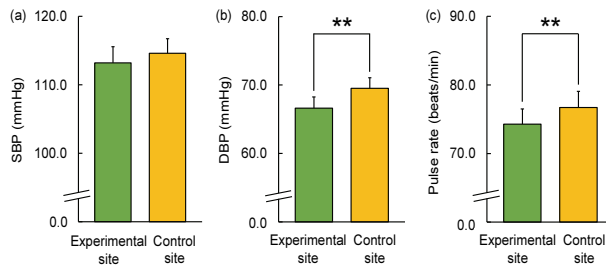 (a)
120.0
110.0
100.0
0.0
SBP (mmHg)
Experimental site
Control site
(b)
80.0
70.0
60.0
0.0
DBP (mmHg)
**
Experimental site
Control site
(c)
90.0
80.0
70.0
0.0
Pulse rate (beats/min)
**
Experimental site
Control site